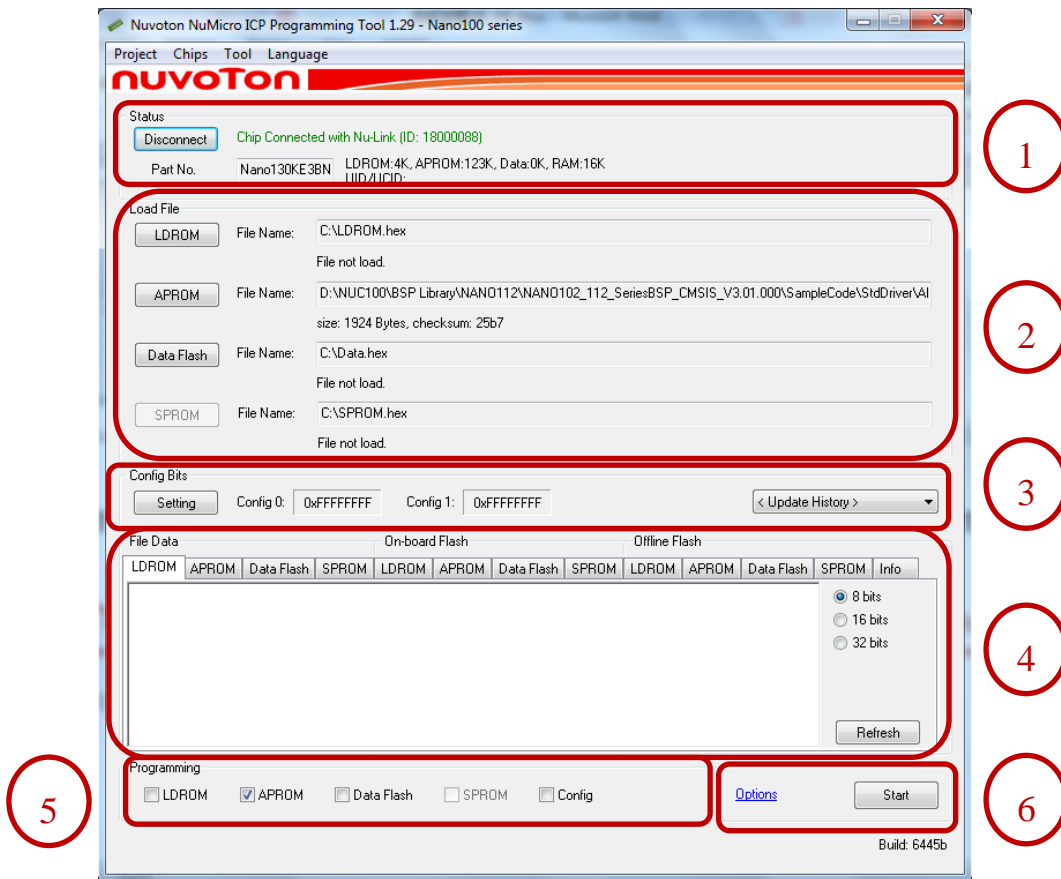 Nuvoton NuMicro ICP Programming Tool 1.29 - Nano100 series
Project Chips Tool Language
nuvoTon
Status
Disconnect Chip Connected with Nu-Link (ID: 18000088)
Part No. Nano130KE3BN LDROM:4K, APROM:123K, Data:0K, RAM:16K
UID/UCID:
1
Load File
LDROM File Name: C:\LDROM.hex
File not load.
APROM File Name: D:\NUC100\BSP Library\NANO112\NANO102_112_SeriesBSP_CMSIS_V3.01.000\SampleCode\StdDriver\AI
size: 1924 Bytes, checksum: 25b7
2
Data Flash File Name: C:\Data.hex
File not load.
SPROM File Name: C:\SPROM.hex
File not load.
Config Bits
Setting Config 0: 0xFFFFFFFF Config 1: 0xFFFFFFFF < Update History >
3
File Data On-board Flash Offline Flash
LDROM APROM Data Flash SPROM LDROM APROM Data Flash SPROM LDROM APROM Data Flash SPROM Info
8 bits
16 bits
32 bits
4
Refresh
Programming
5
LDROM APROM Data Flash SPROM Config Options Start
6
Build: 6445b